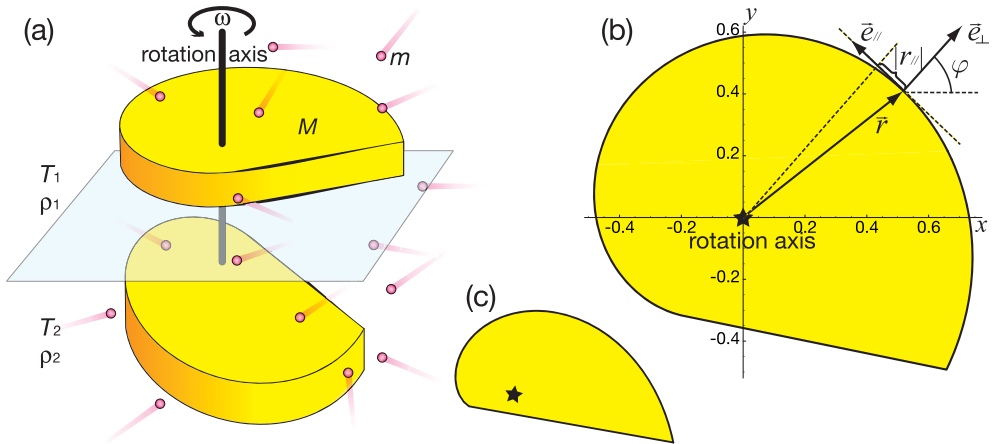 (a)
ω
rotation axis
m
M
T1
ρ1
T2
ρ2
(b)
y
0.6
0.4
0.2
-0.4
-0.2
0.2
0.4
0.6
x
-0.2
-0.4
e⃗∥
|r∥|
e⃗⊥
φ
r⃗
rotation axis
(c)